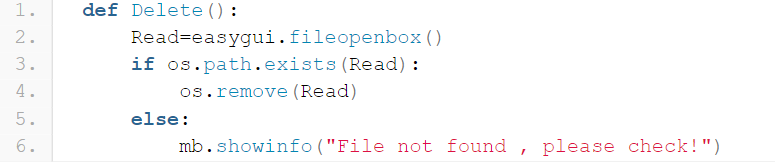 1. def Delete():
2.     Read=easygui.fileopenbox()
3.     if os.path.exists(Read):
4.         os.remove(Read)
5.     else:
6.         mb.showinfo("File not found , please check!")